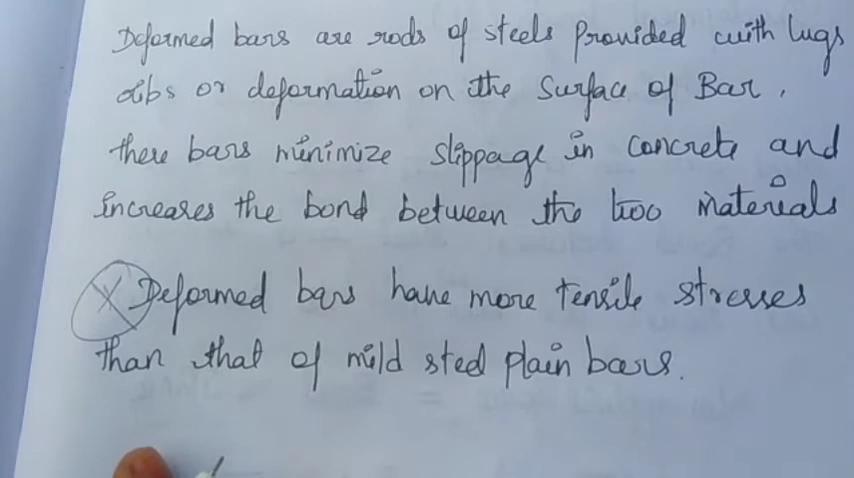 Deformed bars are rods of steels Provided with lugs
ribs or deformation on the Surface of Bar.
these bars minimize slippage in concrete and
increases the bond between the two materials
X Deformed bars have more Tensile stresses
than that of mild steel plain bars.